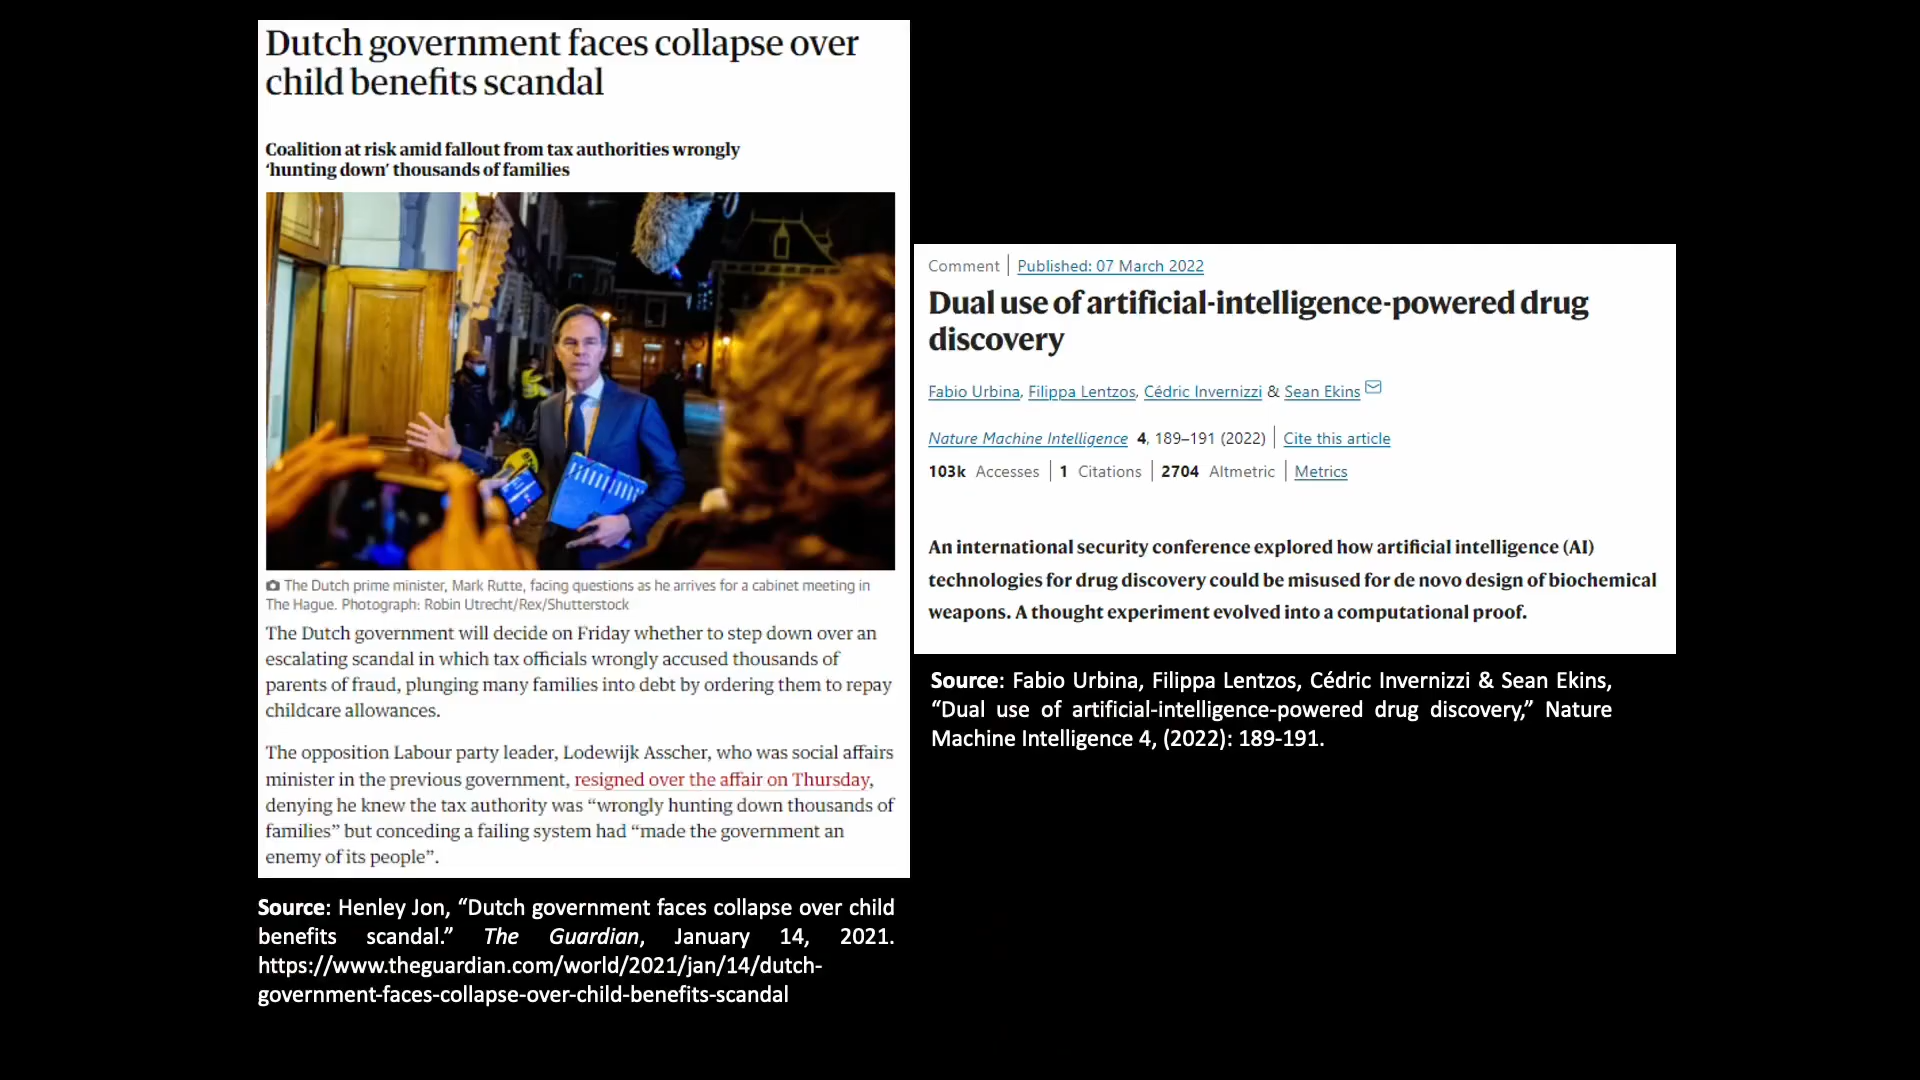 Dutch government faces collapse over
child benefits scandal
Coalition at risk amid fallout from tax authorities wrongly
‘hunting down’ thousands of families
The Dutch prime minister, Mark Rutte, facing questions as he arrives for a cabinet meeting in
The Hague. Photograph: Robin Utrecht/Rex/Shutterstock
The Dutch government will decide on Friday whether to step down over an
escalating scandal in which tax officials wrongly accused thousands of
parents of fraud, plunging many families into debt by ordering them to repay
childcare allowances.
The opposition Labour party leader, Lodewijk Asscher, who was social affairs
minister in the previous government, resigned over the affair on Thursday,
denying he knew the tax authority was “wrongly hunting down thousands of
families” but conceding a failing system had “made the government an
enemy of its people”.
Source: Henley Jon, “Dutch government faces collapse over child
benefits scandal.” The Guardian, January 14, 2021.
https://www.theguardian.com/world/2021/jan/14/dutch-
government-faces-collapse-over-child-benefits-scandal
Comment | Published: 07 March 2022
Dual use of artificial-intelligence-powered drug
discovery
Fabio Urbina, Filippa Lentzos, Cédric Invernizzi & Sean Ekins
Nature Machine Intelligence 4, 189–191 (2022) | Cite this article
103k Accesses | 1 Citations | 2704 Altmetric | Metrics
An international security conference explored how artificial intelligence (AI)
technologies for drug discovery could be misused for de novo design of biochemical
weapons. A thought experiment evolved into a computational proof.
Source: Fabio Urbina, Filippa Lentzos, Cédric Invernizzi & Sean Ekins,
“Dual use of artificial-intelligence-powered drug discovery,” Nature
Machine Intelligence 4, (2022): 189-191.